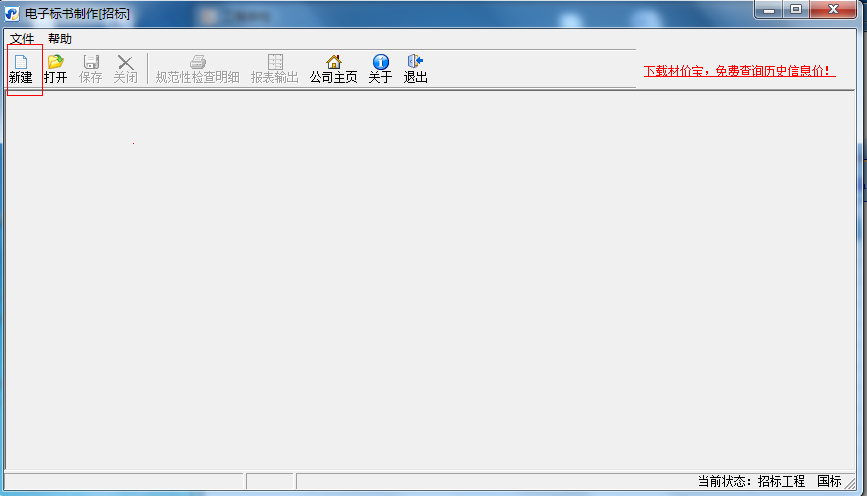 电子标书制作[招标]
文件 帮助
新建 打开 保存 关闭 规范性检查明细 报表输出 公司主页 关于 退出
下载材价宝，免费查询历史信息价！
当前状态：招标工程 国标